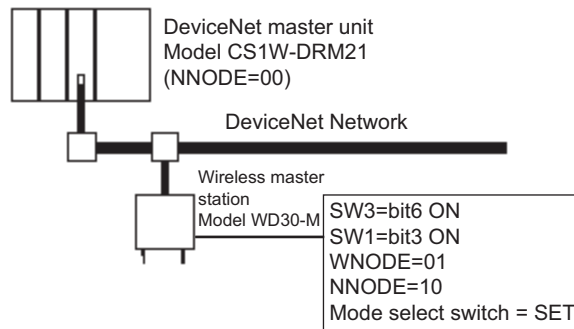 DeviceNet master unit
Model CS1W-DRM21
(NNODE=00)
DeviceNet Network
Wireless master
station
Model WD30-M
SW3=bit6 ON
SW1=bit3 ON
WNODE=01
NNODE=10
Mode select switch = SET